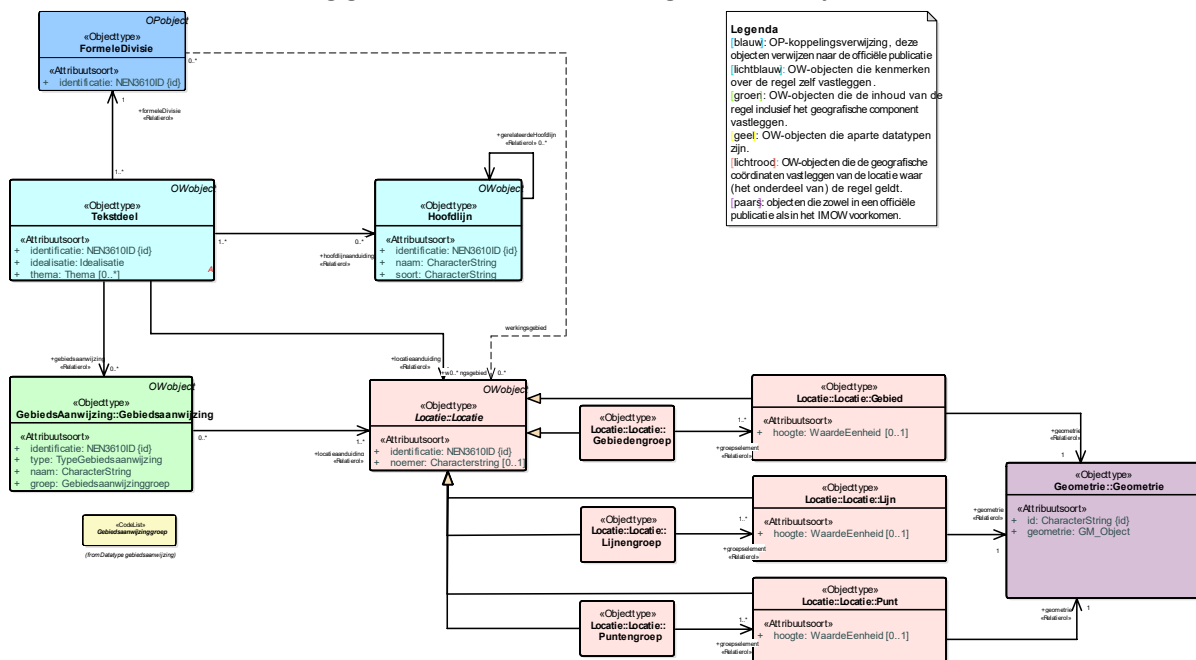 OPobject
«Objecttype»
FormeleDivisie
«Attribuutsoort»
+ identificatie: NEN3610ID {id}
0..*
1
+formeleDivisie
«Relatierol»
1..*
Legenda
[blauw]: OP-koppelingsverwijzing, deze
objecten verwijzen naar de officiële publicatie
[lichtblauw]: OW-objecten die kenmerken
over de regel zelf vastleggen.
[groen]: OW-objecten die de inhoud van de
regel inclusief het geografische component
vastleggen.
[geel]: OW-objecten die aparte datatypen
zijn.
[lichtrood]: OW-objecten die de geografische
coördinaten vastleggen van de locatie waar
(het onderdeel van) de regel geldt.
[paars]: objecten die zowel in een officiële
publicatie als in het IMOW voorkomen.
+gerelateerdeHoofdlijn
«Relatierol» 0..*
OWobject
«Objecttype»
Tekstdeel
«Attribuutsoort»
+ identificatie: NEN3610ID {id}
+ idealisatie: Idealisatie
+ thema: Thema [0..*]
1..*
0..*
+hoofdlijnaanduiding
«Relatierol»
OWobject
«Objecttype»
Hoofdlijn
«Attribuutsoort»
+ identificatie: NEN3610ID {id}
+ naam: CharacterString
+ soort: CharacterString
werkingsgebied
+gebiedsaanwijzing
«Relatierol»
0..*
+locatieaanduiding
«Relatierol»
0..*
OWobject
«Objecttype»
GebiedsAanwijzing::Gebiedsaanwijzing
«Attribuutsoort»
+ identificatie: NEN3610ID {id}
+ type: TypeGebiedsaanwijzing
+ naam: CharacterString
+ groep: Gebiedsaanwijzinggroep
0..*
1..*
+locatieaanduiding
«Relatierol»
OWobject
«Objecttype»
Locatie::Locatie
«Attribuutsoort»
+ identificatie: NEN3610ID {id}
+ noemer: Characterstring [0..1]
«Objecttype»
Locatie::Locatie::
Gebiedengroep
1..*
+groepselement
«Relatierol»
«Objecttype»
Locatie::Locatie::Gebied
«Attribuutsoort»
+ hoogte: WaardeEenheid [0..1]
+geometrie
«Relatierol»
1
«Objecttype»
Geometrie::Geometrie
«Attribuutsoort»
+ id: CharacterString {id}
+ geometrie: GM_Object
«CodeList»
Gebiedsaanwijzinggroep
(from Datatype gebiedsaanwijzing)
«Objecttype»
Locatie::Locatie::
Lijnengroep
1..*
+groepselement
«Relatierol»
«Objecttype»
Locatie::Locatie::Lijn
«Attribuutsoort»
+ hoogte: WaardeEenheid [0..1]
+geometrie
«Relatierol»
1
«Objecttype»
Locatie::Locatie::
Puntengroep
1..*
+groepselement
«Relatierol»
«Objecttype»
Locatie::Locatie::Punt
«Attribuutsoort»
+ hoogte: WaardeEenheid [0..1]
+geometrie
«Relatierol»
1